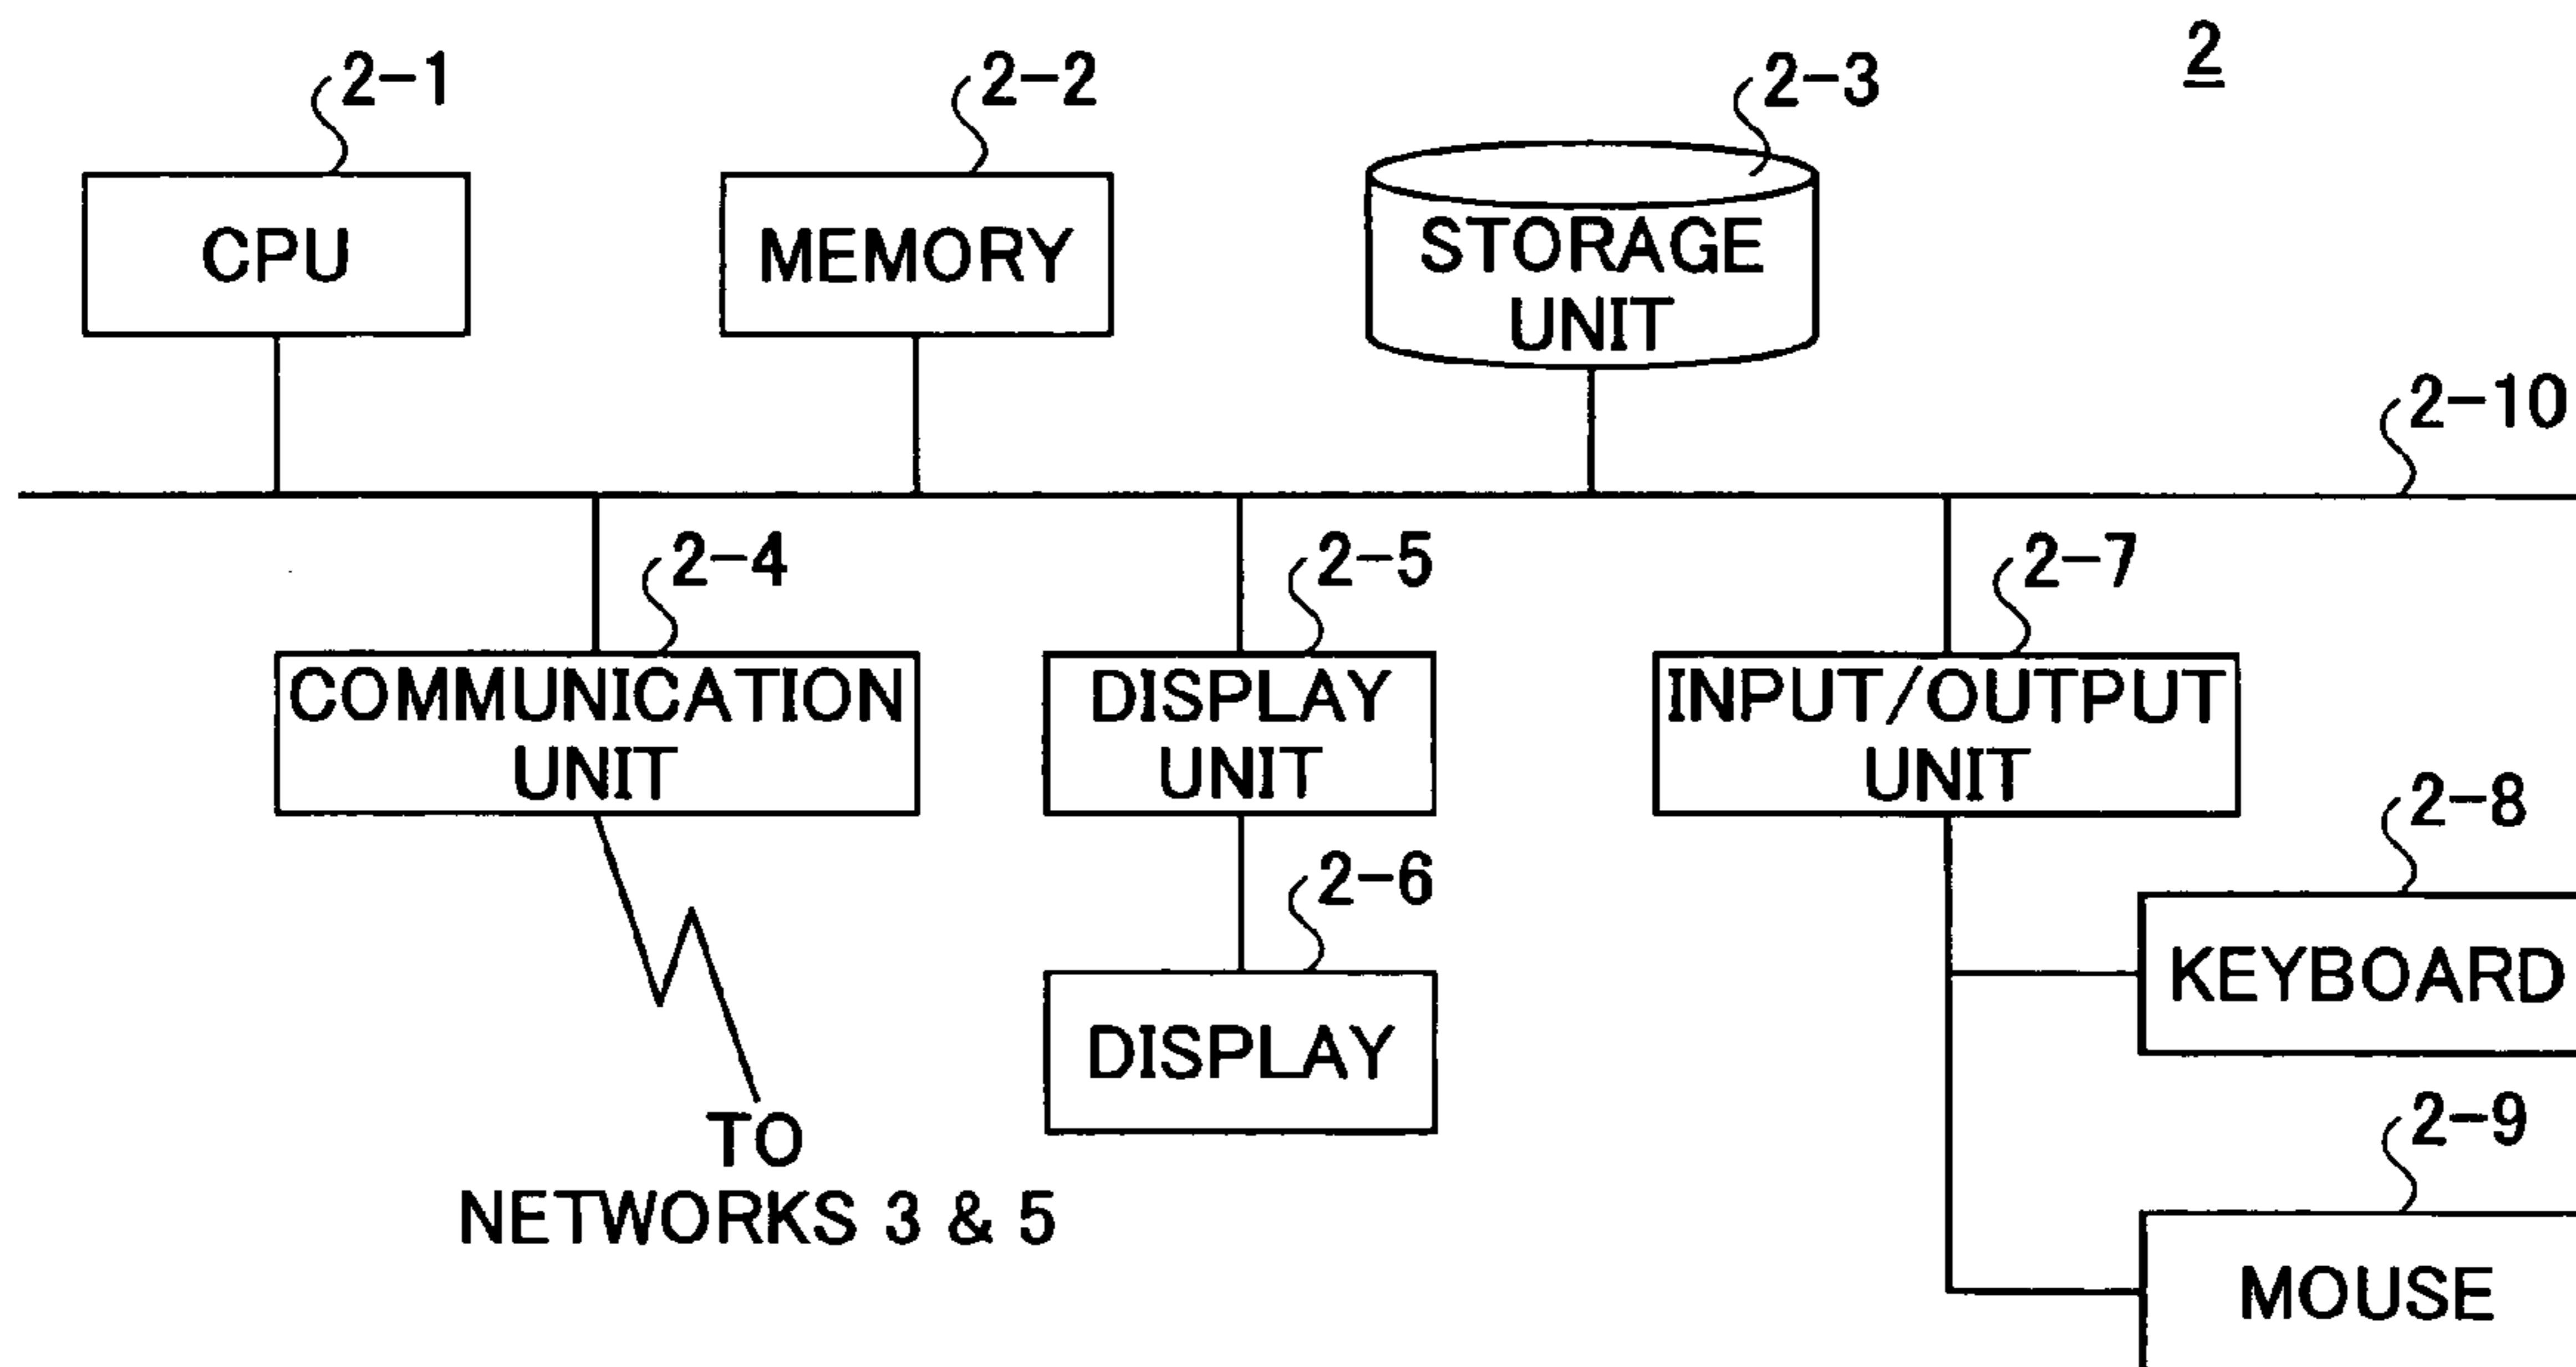 2
2-1
2-2
2-3
CPU
MEMORY
STORAGE
UNIT
2-10
2-4
2-5
2-7
COMMUNICATION
UNIT
DISPLAY
UNIT
INPUT/OUTPUT
UNIT
2-8
2-6
KEYBOARD
DISPLAY
2-9
TO
NETWORKS 3 & 5
MOUSE